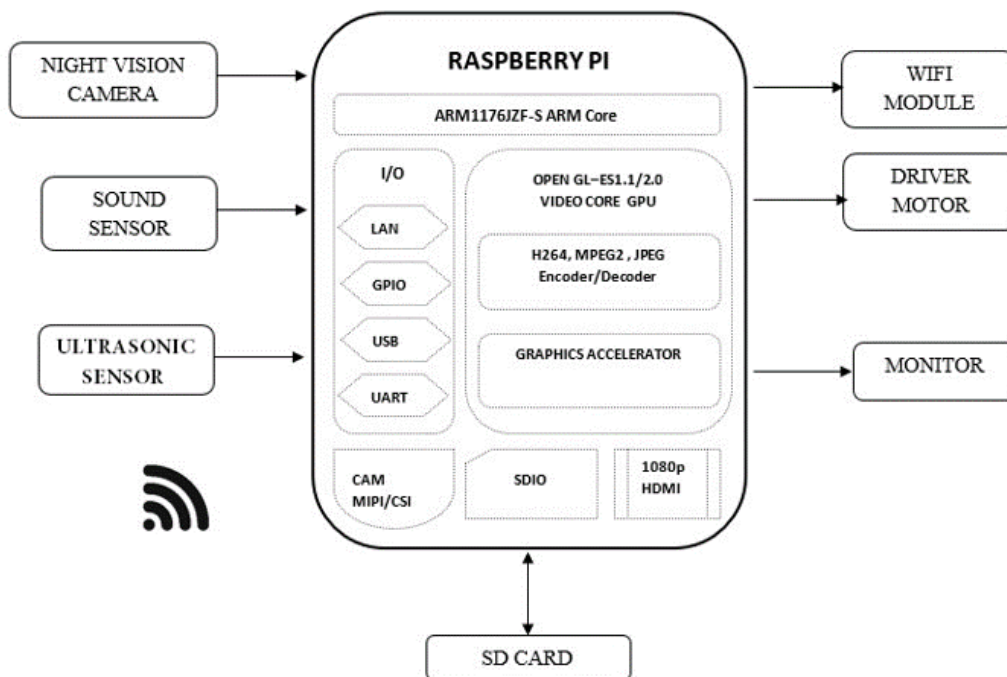 NIGHT VISION
CAMERA
SOUND
SENSOR
ULTRASONIC
SENSOR
RASPBERRY PI
ARM1176JZF-S ARM Core
I/O
LAN
GPIO
USB
UART
OPEN GL–ES1.1/2.0
VIDEO CORE GPU
H264, MPEG2 , JPEG
Encoder/Decoder
GRAPHICS ACCELERATOR
CAM
MIPI/CSI
SDIO
1080p
HDMI
WIFI
MODULE
DRIVER
MOTOR
MONITOR
SD CARD